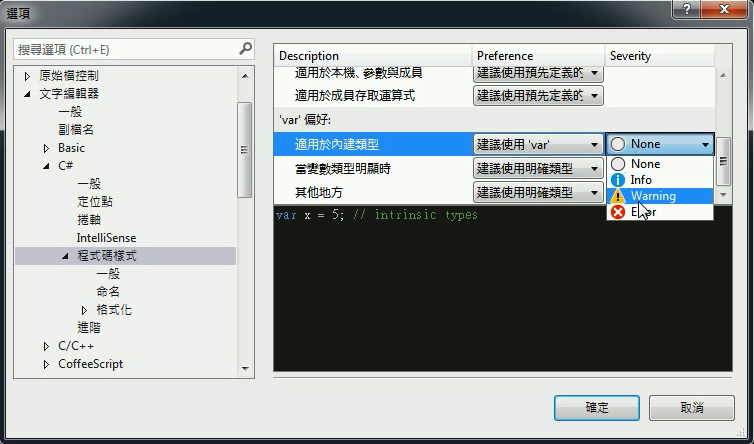 選項
?
搜尋選項 (Ctrl+E)
原始檔控制
文字編輯器
一般
副檔名
Basic
C#
一般
定位點
捲軸
IntelliSense
程式碼樣式
一般
命名
格式化
進階
C/C++
CoffeeScript
Description Preference Severity
適用於本機、參數與成員 建議使用預先定義的
適用於成員存取運算式 建議使用預先定義的
'var' 偏好:
適用於內建類型 建議使用 'var' None
當變數類型明顯時 建議使用明確類型
其他地方 建議使用明確類型
None
Info
Warning
var x = 5; // intrinsic types
確定 取消